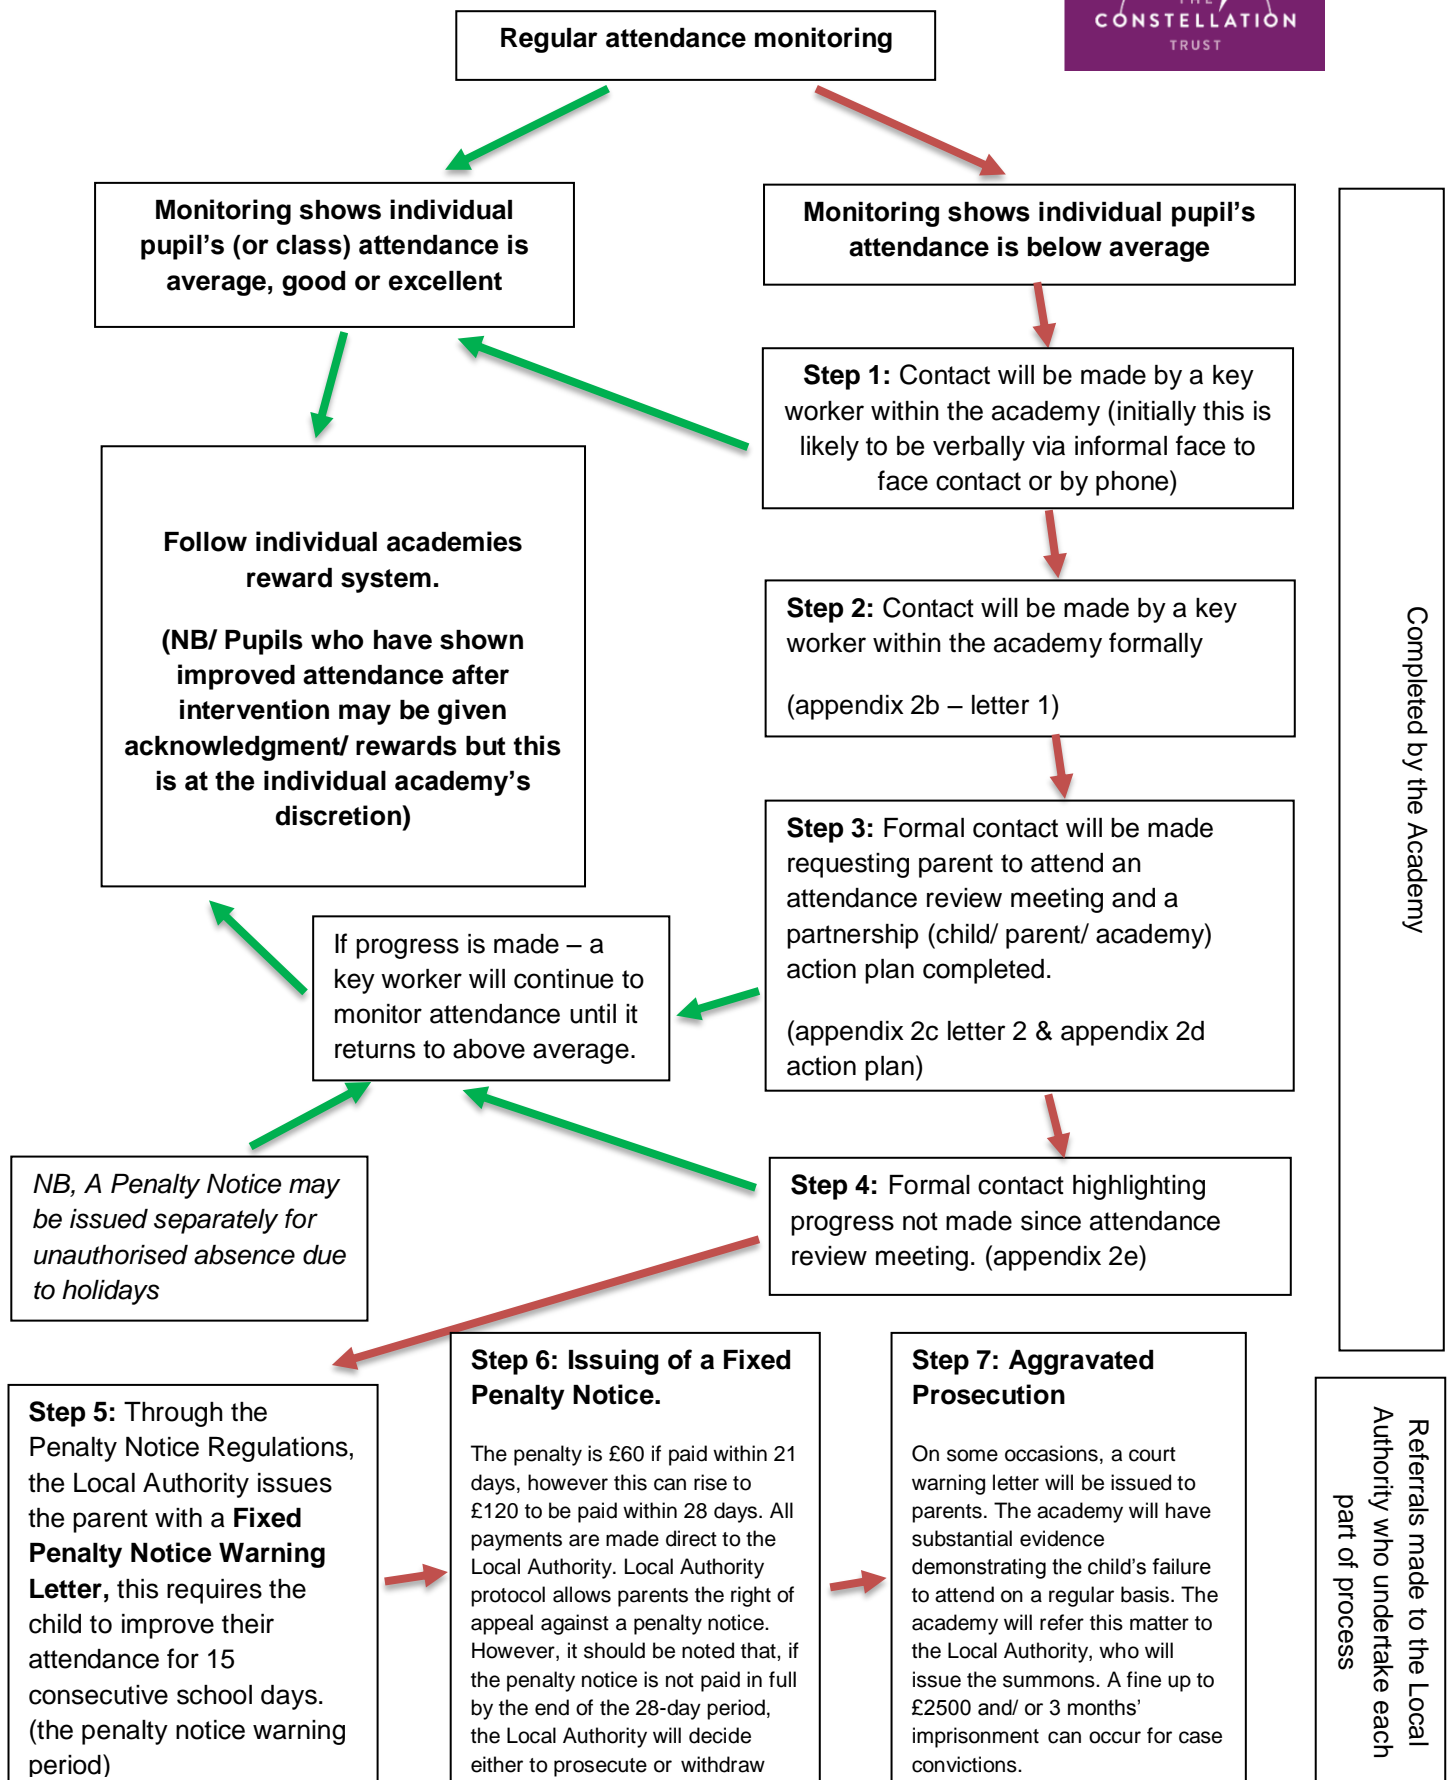 THE
CONSTELLATION
TRUST
Regular attendance monitoring
Monitoring shows individual
pupil's (or class) attendance is
average, good or excellent
Monitoring shows individual pupil's
attendance is below average
Step 1: Contact will be made by a key
worker within the academy (initially this is
likely to be verbally via informal face to
face contact or by phone)
Follow individual academies
reward system.
(NB/ Pupils who have shown
improved attendance after
intervention may be given
acknowledgment/ rewards but this
is at the individual academy's
discretion)
Step 2: Contact will be made by a key
worker within the academy formally
(appendix 2b – letter 1)
Step 3: Formal contact will be made
requesting parent to attend an
attendance review meeting and a
partnership (child/ parent/ academy)
action plan completed.
(appendix 2c letter 2 & appendix 2d
action plan)
If progress is made – a
key worker will continue to
monitor attendance until it
returns to above average.
NB, A Penalty Notice may
be issued separately for
unauthorised absence due
to holidays
Step 4: Formal contact highlighting
progress not made since attendance
review meeting. (appendix 2e)
Completed by the Academy
Step 5: Through the
Penalty Notice Regulations,
the Local Authority issues
the parent with a Fixed
Penalty Notice Warning
Letter, this requires the
child to improve their
attendance for 15
consecutive school days.
(the penalty notice warning
period)
Step 6: Issuing of a Fixed
Penalty Notice.
The penalty is £60 if paid within 21
days, however this can rise to
£120 to be paid within 28 days. All
payments are made direct to the
Local Authority. Local Authority
protocol allows parents the right of
appeal against a penalty notice.
However, it should be noted that, if
the penalty notice is not paid in full
by the end of the 28-day period,
the Local Authority will decide
either to prosecute or withdraw
Step 7: Aggravated
Prosecution
On some occasions, a court
warning letter will be issued to
parents. The academy will have
substantial evidence
demonstrating the child's failure
to attend on a regular basis. The
academy will refer this matter to
the Local Authority, who will
issue the summons. A fine up to
£2500 and/ or 3 months'
imprisonment can occur for case
convictions.
Referrals made to the Local
Authority who undertake each
part of process